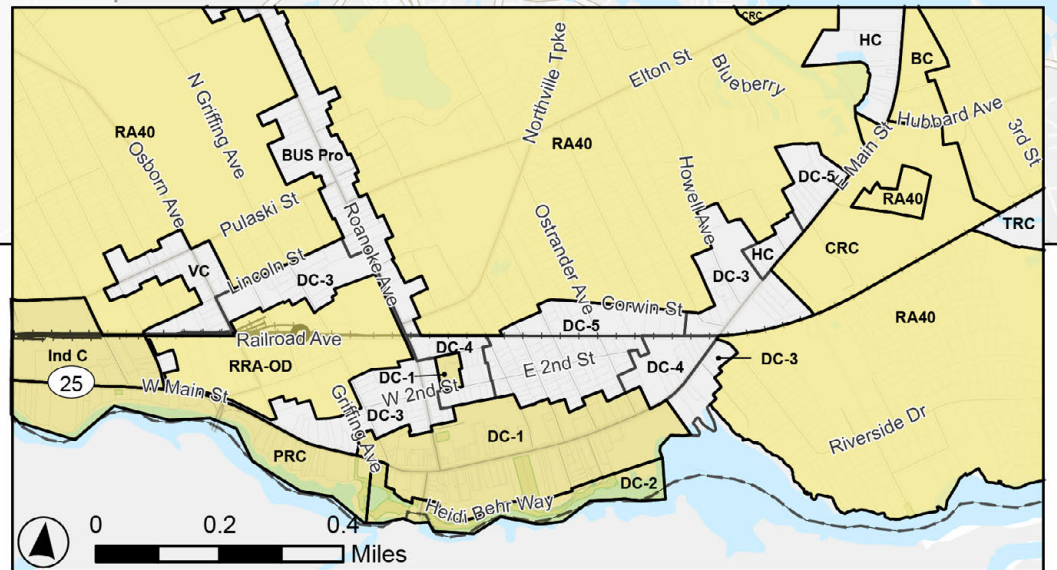 CRC
HC
BC
Northville Tpke
Elton St
Blueberry
N Griffing Ave
Hubbard Ave
RA40
Osborn Ave
BUS Pro
RA40
3rd St
E Main St
DC-5
Howell Ave
RA40
Pulaski St
Roanoke Ave
Ostrander Ave
TRC
VC
Lincoln St
DC-3
HC
CRC
DC-3
Corwin St
DC-5
RA40
Railroad Ave
DC-4
Ind C
RRA-OD
DC-1
E 2nd St
DC-4
DC-3
25
W Main St
W 2nd St
Griffing Ave
DC-3
DC-1
Riverside Dr
PRC
DC-2
Heidi Behr Way
0 0.2 0.4
Miles